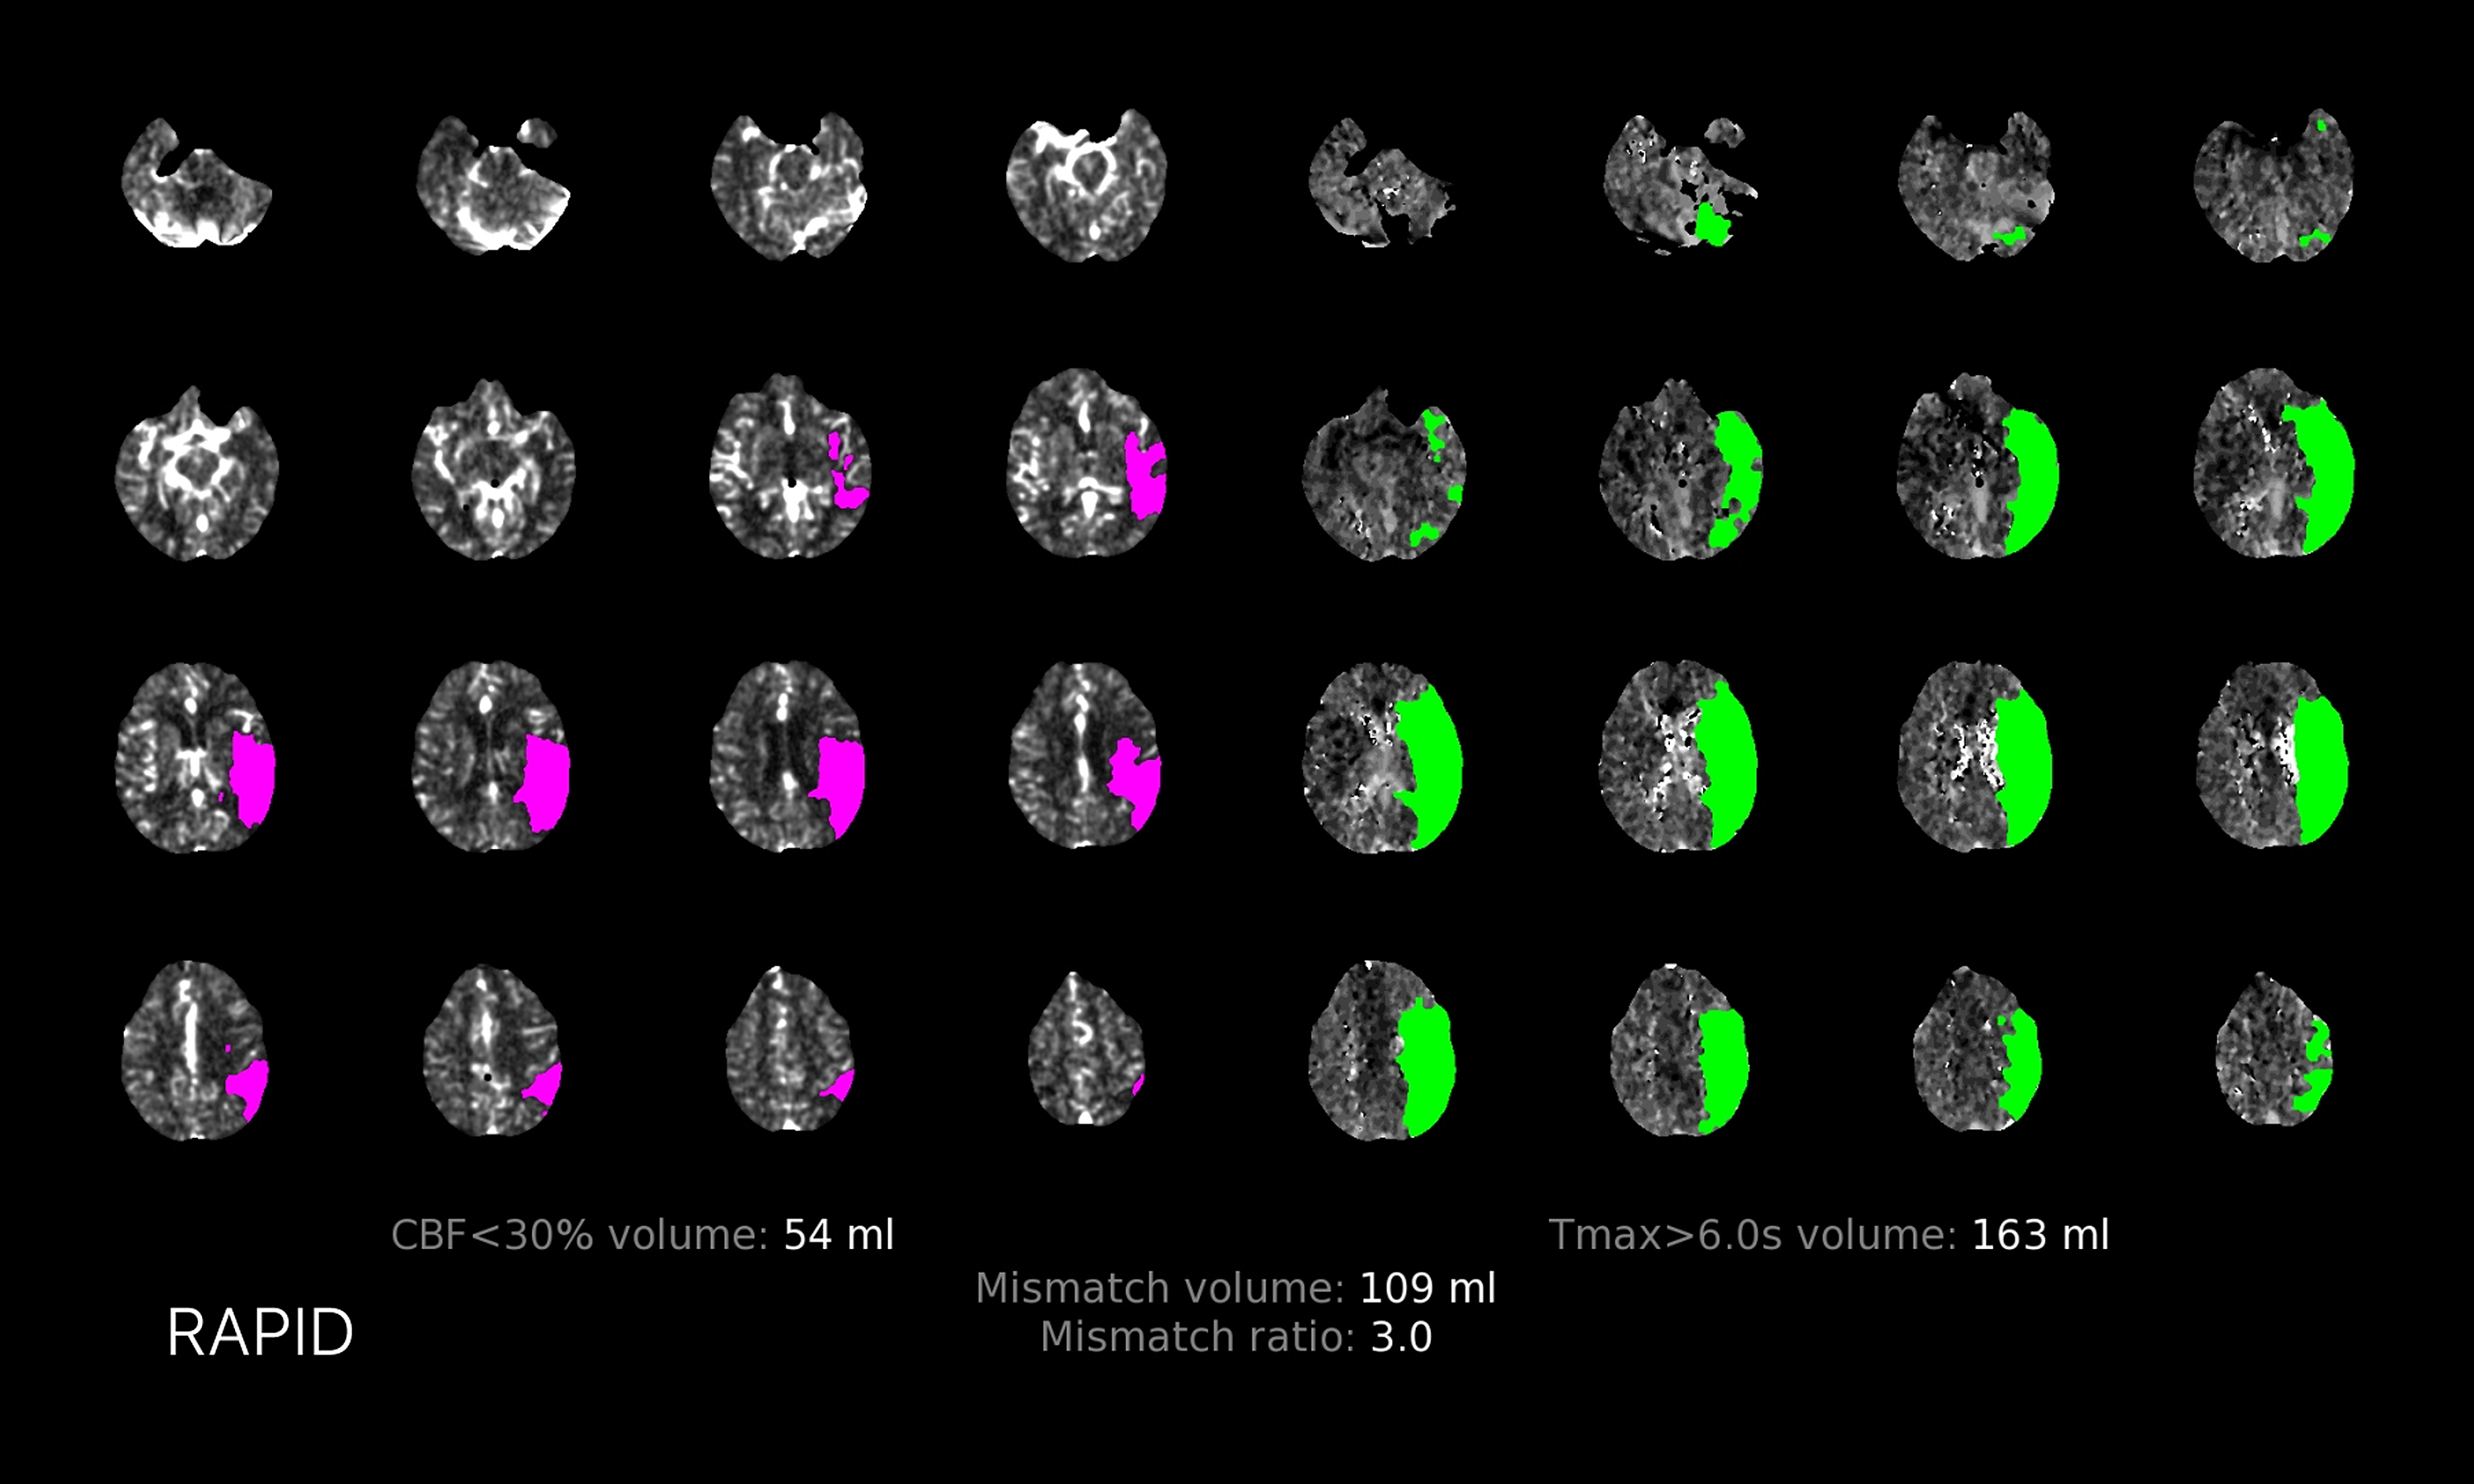 CBF<30% volume: 54 ml
Tmax>6.0s volume: 163 ml
Mismatch volume: 109 ml
Mismatch ratio: 3.0
RAPID